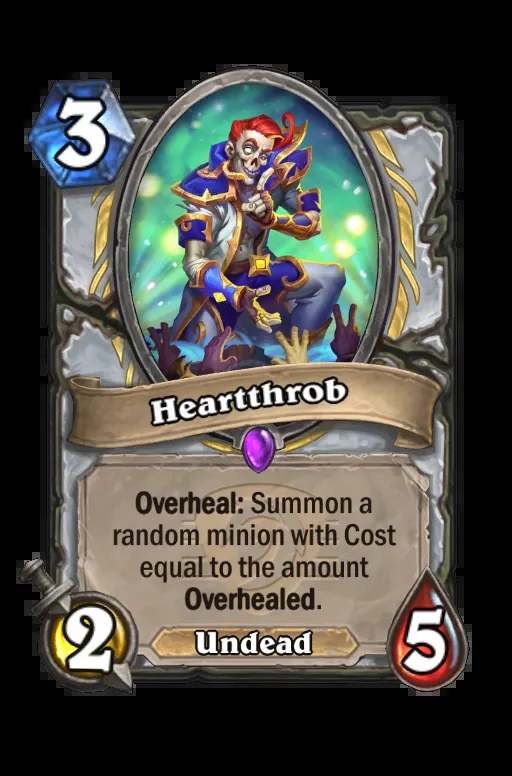 3
Heartthrob
Overheal: Summon a
random minion with Cost
equal to the amount
Overhealed.
2
Undead
5